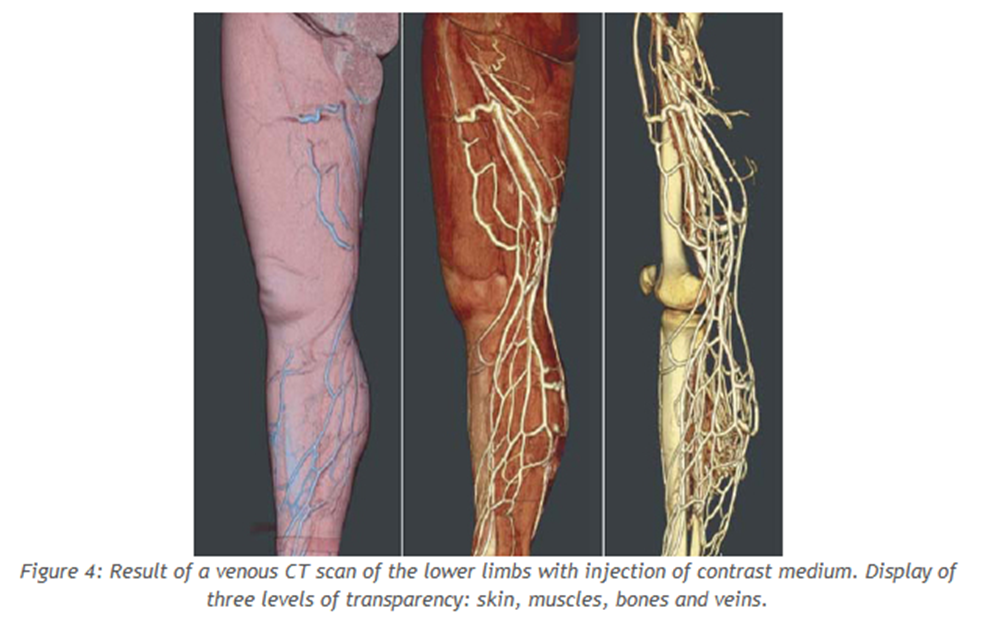 Figure 4: Result of a venous CT scan of the lower limbs with injection of contrast medium. Display of
three levels of transparency: skin, muscles, bones and veins.